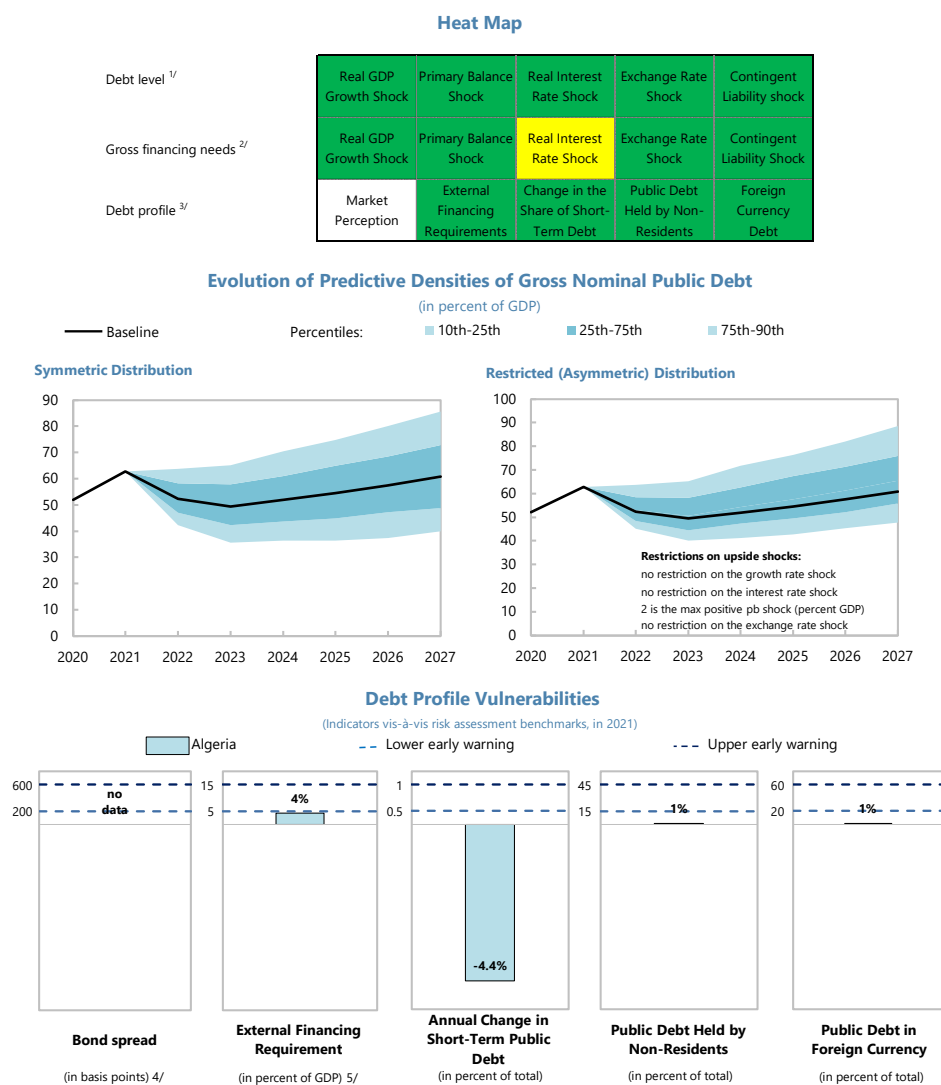 Heat Map
Debt level 1/
Real GDP Growth Shock
Primary Balance Shock
Real Interest Rate Shock
Exchange Rate Shock
Contingent Liability shock
Gross financing needs 2/
Real GDP Growth Shock
Primary Balance Shock
Real Interest Rate Shock
Exchange Rate Shock
Contingent Liability Shock
Debt profile 3/
Market Perception
External Financing Requirements
Change in the Share of Short-Term Debt
Public Debt Held by Non-Residents
Foreign Currency Debt
Evolution of Predictive Densities of Gross Nominal Public Debt
(in percent of GDP)
Baseline
Percentiles:
10th-25th
25th-75th
75th-90th
Symmetric Distribution
90
80
70
60
50
40
30
20
10
0
2020 2021 2022 2023 2024 2025 2026 2027
Restricted (Asymmetric) Distribution
100
90
80
70
60
50
40
30
20
10
0
Restrictions on upside shocks:
no restriction on the growth rate shock
no restriction on the interest rate shock
2 is the max positive pb shock (percent GDP)
no restriction on the exchange rate shock
2020 2021 2022 2023 2024 2025 2026 2027
Debt Profile Vulnerabilities
(Indicators vis-à-vis risk assessment benchmarks, in 2021)
Algeria
Lower early warning
Upper early warning
600
200
no
data
Bond spread
(in basis points) 4/
15
5
4%
External Financing
Requirement
(in percent of GDP) 5/
1
0.5
-4.4%
Annual Change in
Short-Term Public
Debt
(in percent of total)
45
15
1%
Public Debt Held by
Non-Residents
(in percent of total)
60
20
1%
Public Debt in
Foreign Currency
(in percent of total)